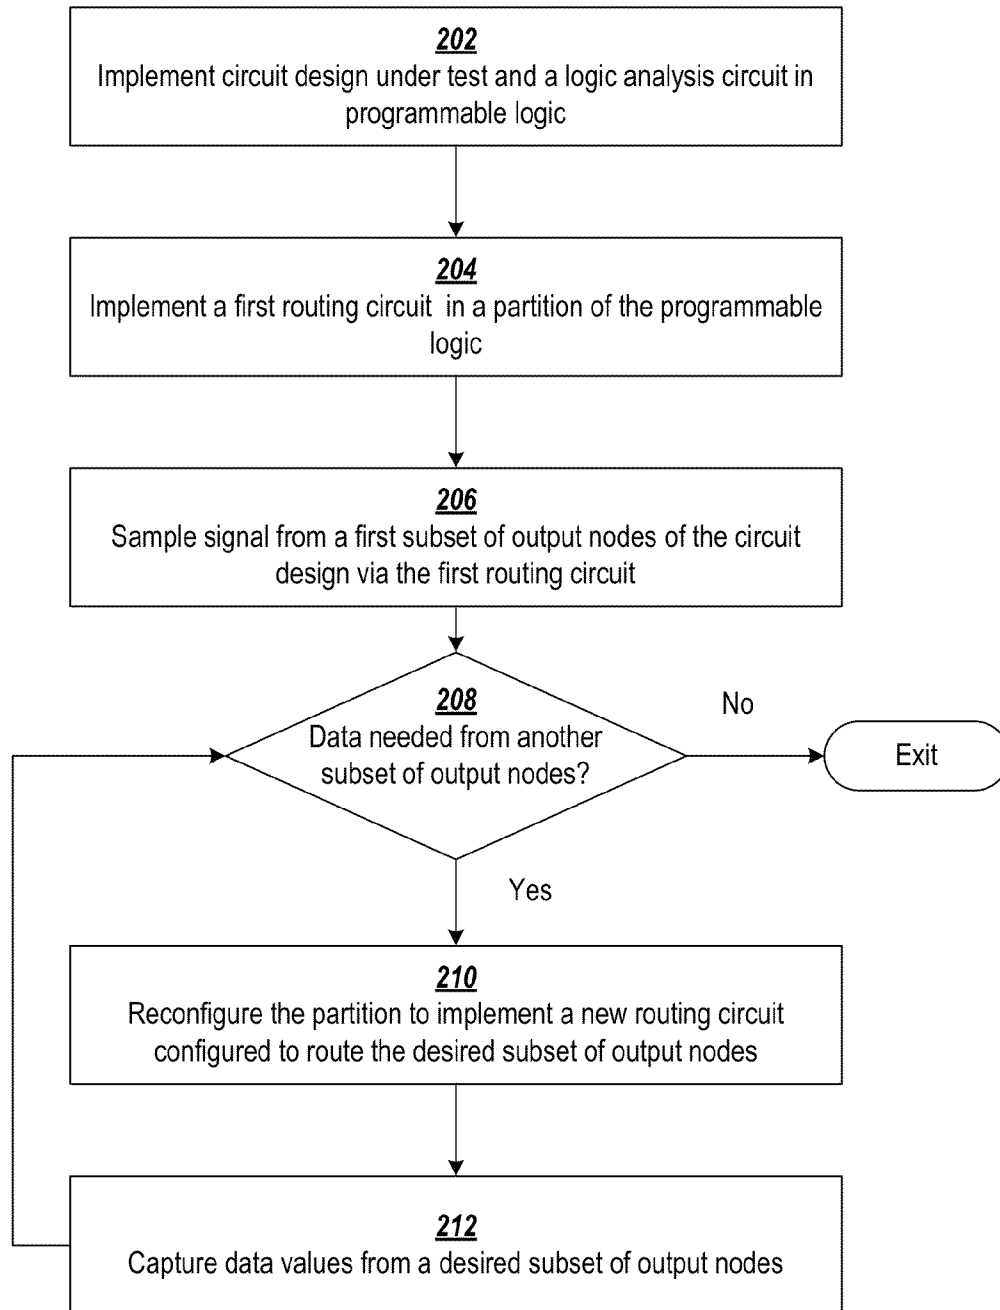 202
Implement circuit design under test and a logic analysis circuit in
programmable logic
204
Implement a first routing circuit in a partition of the programmable
logic
206
Sample signal from a first subset of output nodes of the circuit
design via the first routing circuit
208
Data needed from another
subset of output nodes?
No
Exit
Yes
210
Reconfigure the partition to implement a new routing circuit
configured to route the desired subset of output nodes
212
Capture data values from a desired subset of output nodes